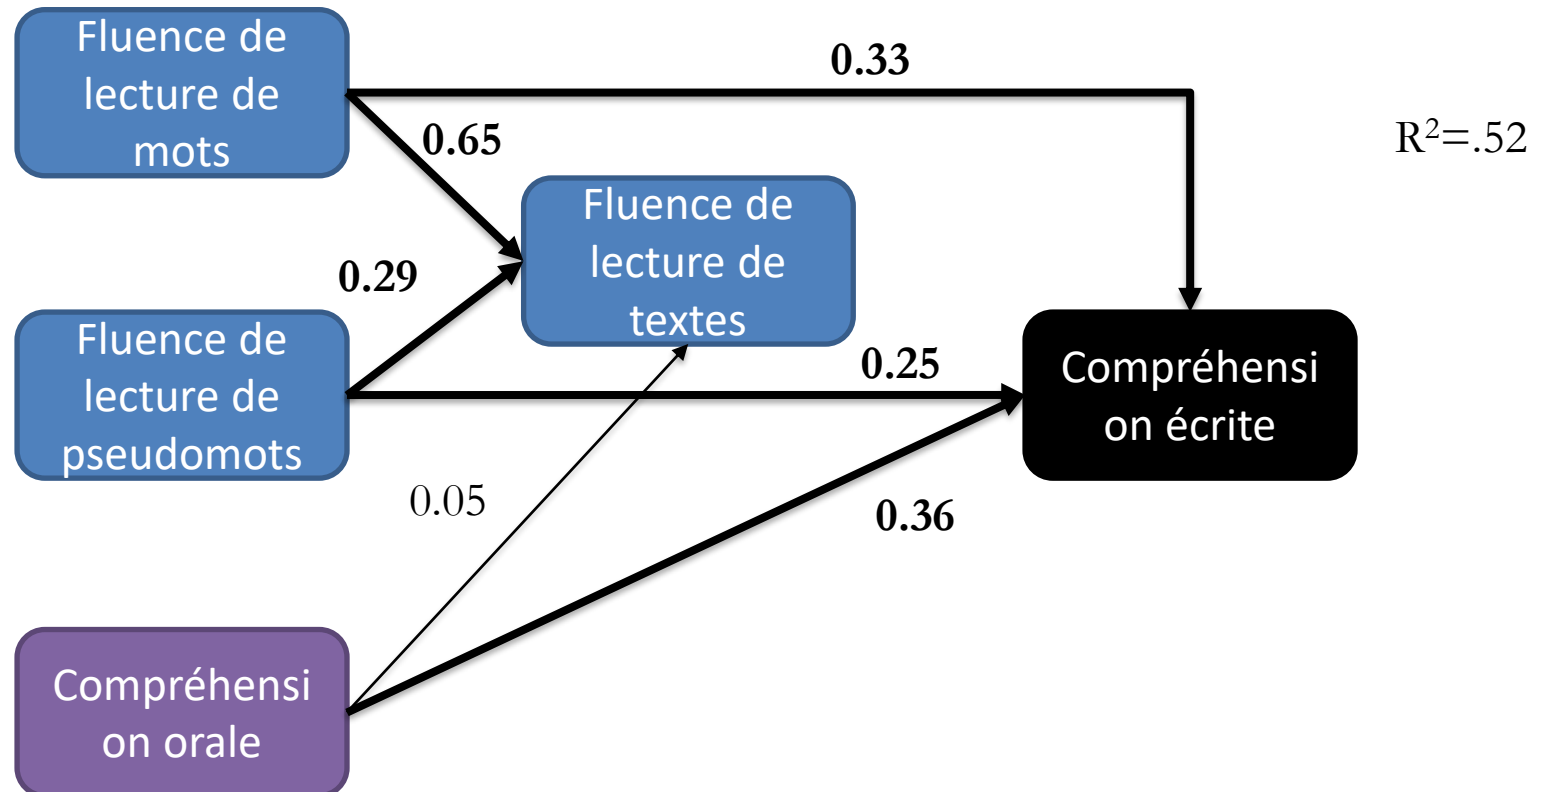 Fluence de
lecture de
mots
0.33
R²=.52
0.65
Fluence de
lecture de
textes
0.29
Fluence de
lecture de
pseudomots
0.25
Compréhensi
on écrite
0.05
0.36
Compréhensi
on orale